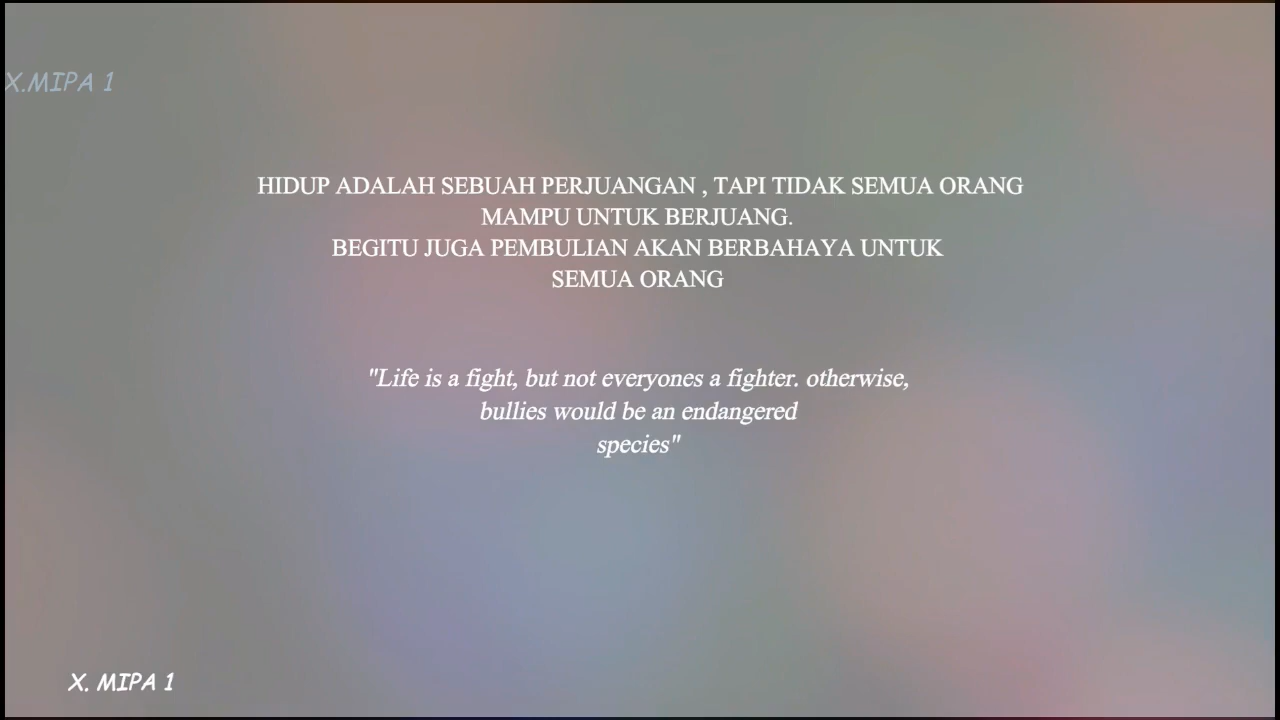 X.MIPA 1
HIDUP ADALAH SEBUAH PERJUANGAN , TAPI TIDAK SEMUA ORANG
MAMPU UNTUK BERJUANG.
BEGITU JUGA PEMBULIAN AKAN BERBAHAYA UNTUK
SEMUA ORANG
"Life is a fight, but not everyones a fighter. otherwise,
bullies would be an endangered
species"
X. MIPA 1